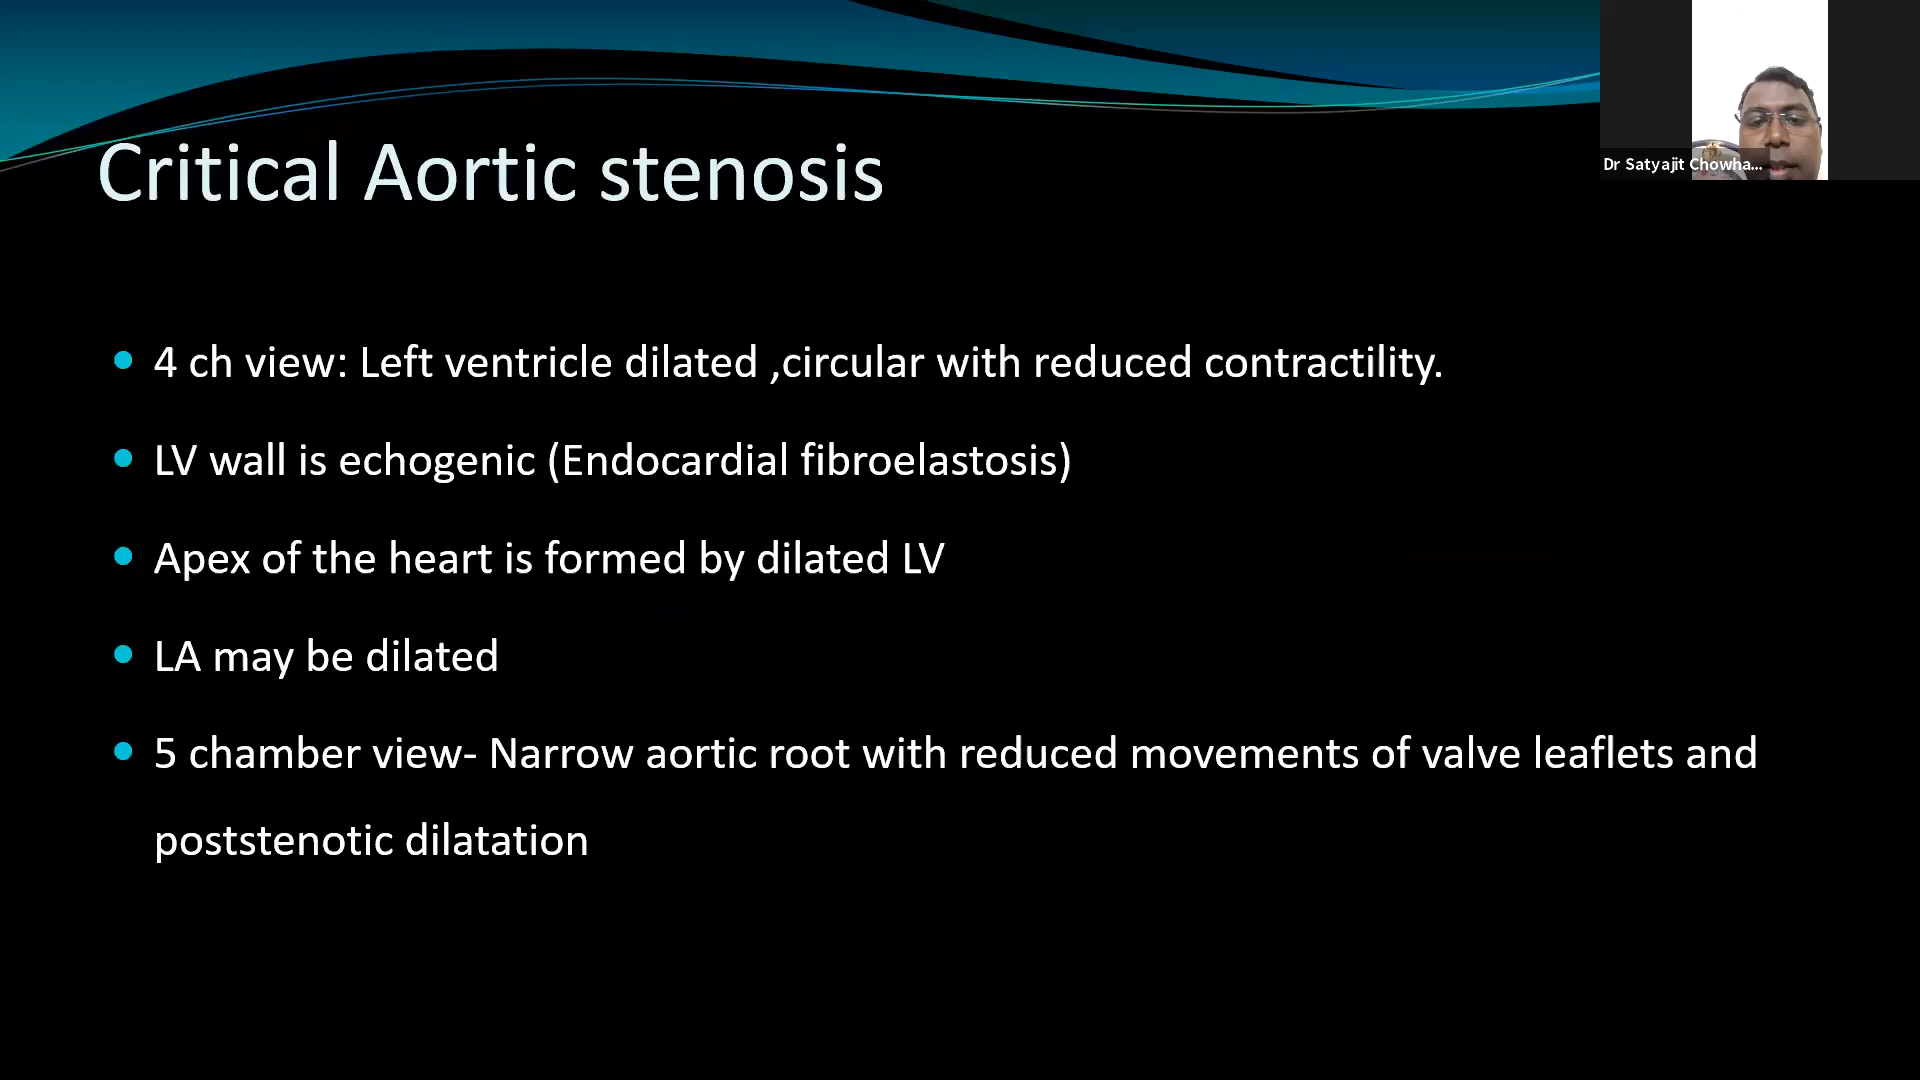 Dr Satyajit Chowha...
Critical Aortic stenosis
4 ch view: Left ventricle dilated ,circular with reduced contractility.
LV wall is echogenic (Endocardial fibroelastosis)
Apex of the heart is formed by dilated LV
LA may be dilated
5 chamber view- Narrow aortic root with reduced movements of valve leaflets and
poststenotic dilatation